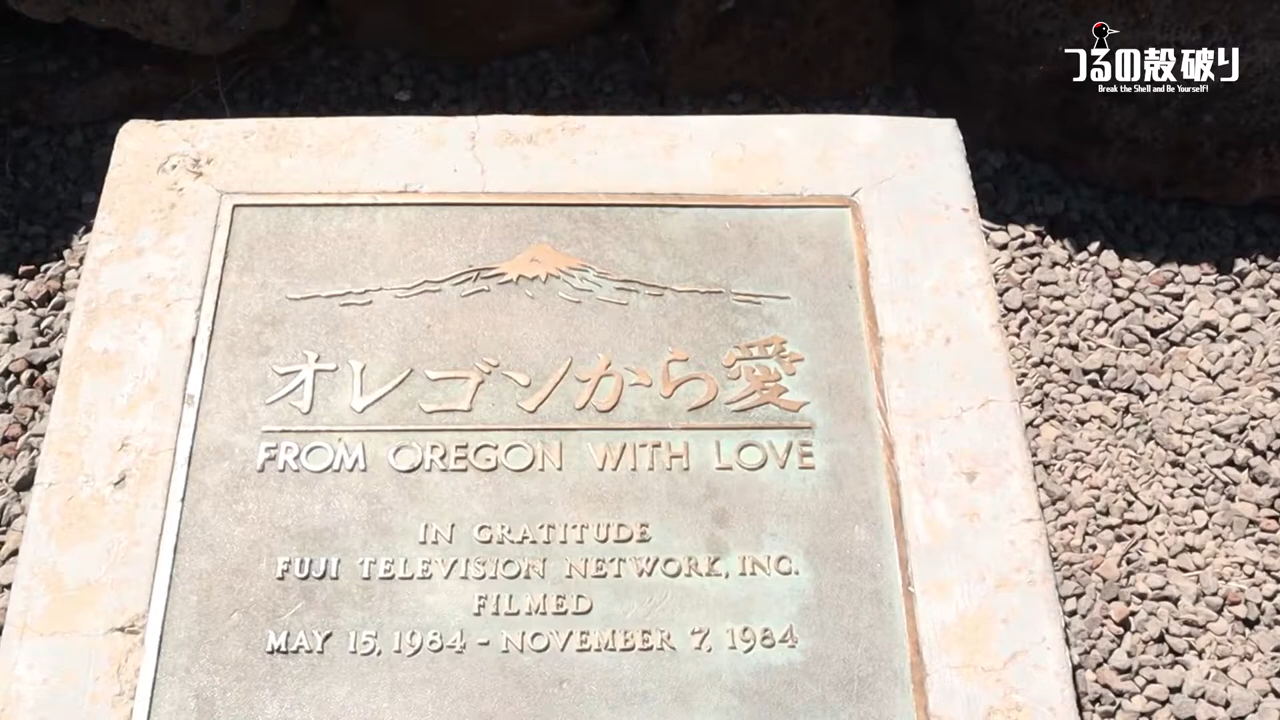 つるの殻破り
Break the Shell and Be Yourself!
オレゴンから愛
FROM OREGON WITH LOVE
IN GRATITUDE
FUJI TELEVISION NETWORK, INC.
FILMED
MAY 15, 1984 - NOVEMBER 7, 1984